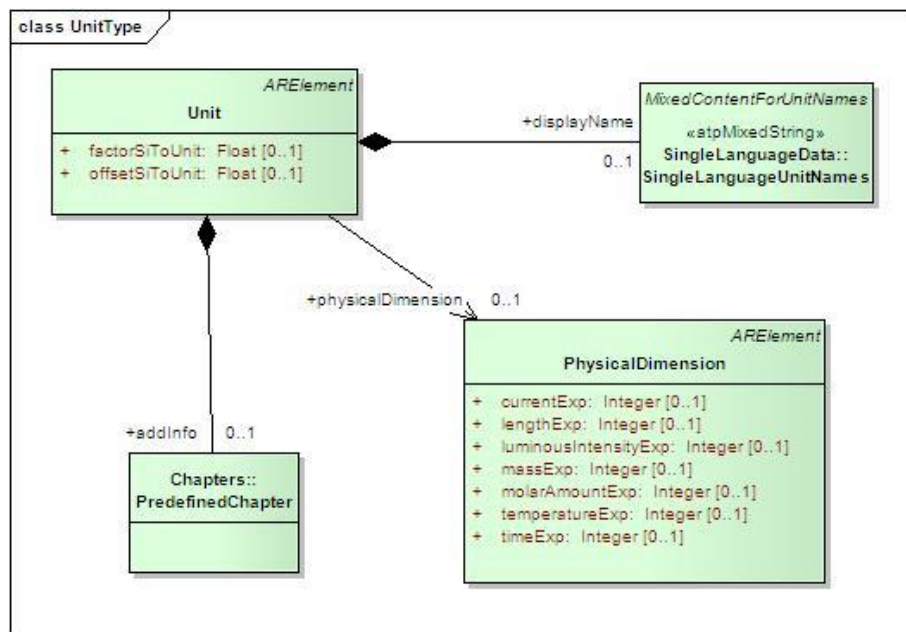 class UnitType
ARElement
Unit
+ factorSiToUnit: Float [0..1]
+ offsetSiToUnit: Float [0..1]
+displayName
0..1
MixedContentForUnitNames
«atpMixedString»
SingleLanguageData::
SingleLanguageUnitNames
+physicalDimension 0..1
ARElement
PhysicalDimension
+ currentExp: Integer [0..1]
+ lengthExp: Integer [0..1]
+ luminousIntensityExp: Integer [0..1]
+ massExp: Integer [0..1]
+ molarAmountExp: Integer [0..1]
+ temperatureExp: Integer [0..1]
+ timeExp: Integer [0..1]
+addInfo 0..1
Chapters::
PredefinedChapter